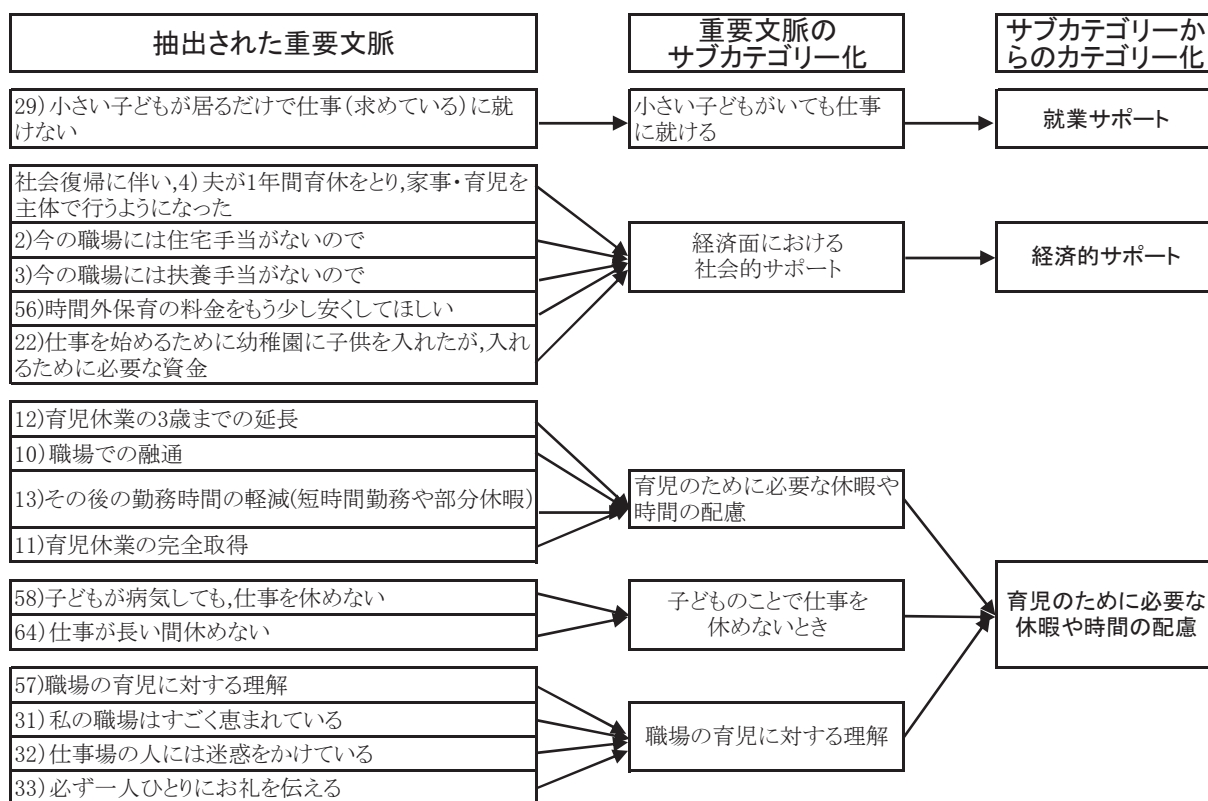 抽出された重要文脈
重要文脈の
サブカテゴリー化
サブカテゴリーか
らのカテゴリー化
29)小さい子どもが居るだけで仕事(求めている)に就
けない
小さい子どもがいても仕事
に就ける
就業サポート
社会復帰に伴い,4)夫が1年間育休をとり,家事・育児を
主体で行うようになった
2)今の職場には住宅手当がないので
3)今の職場には扶養手当がないので
56)時間外保育の料金をもう少し安くしてほしい
22)仕事を始めるために幼稚園に子供を入れたが,入れ
るために必要な資金
経済面における
社会的サポート
経済的サポート
12)育児休業の3歳までの延長
10)職場での融通
13)その後の勤務時間の軽減(短時間勤務や部分休暇)
11)育児休業の完全取得
育児のために必要な休暇や
時間の配慮
58)子どもが病気しても,仕事を休めない
64)仕事が長い間休めない
子どものことで仕事を
休めないとき
57)職場の育児に対する理解
31)私の職場はすごく恵まれている
32)仕事場の人には迷惑をかけている
33)必ず一人ひとりにお礼を伝える
職場の育児に対する理解
育児のために必要な
休暇や時間の配慮